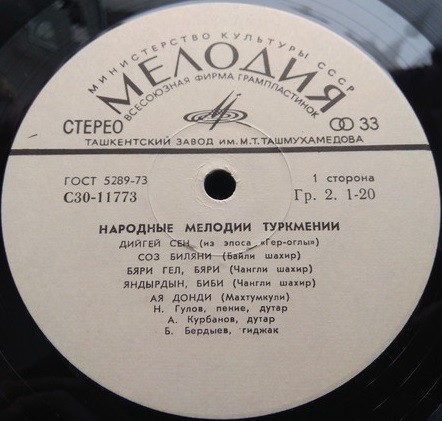 МИНИСТЕРСТВО КУЛЬТУРЫ СССР
МЕЛОДИЯ
ВСЕСОЮЗНАЯ ФИРМА ГРАМПЛАСТИНОК
СТЕРЕО
33
ТАШКЕНТСКИЙ ЗАВОД ИМ. М.Т. ТАШМУХАМЕДОВА
ГОСТ 5289-73
1 сторона
С30-11773
Гр. 2. 1-20
НАРОДНЫЕ МЕЛОДИИ ТУРКМЕНИИ
ДИЙГЕЙ СЕН (из эпоса «Гер-оглы»)
СОЗ БИЛЯНИ (Байли шахир)
БЯРИ ГЕЛ, БЯРИ (Чангли шахир)
ЯНДЫРДЫН, БИБИ (Чангли шахир)
АЯ ДОНДИ (Махтумкули)
Н. Гулов, пение, дутар
А. Курбанов, дутар
Б. Бердыев, гиджак